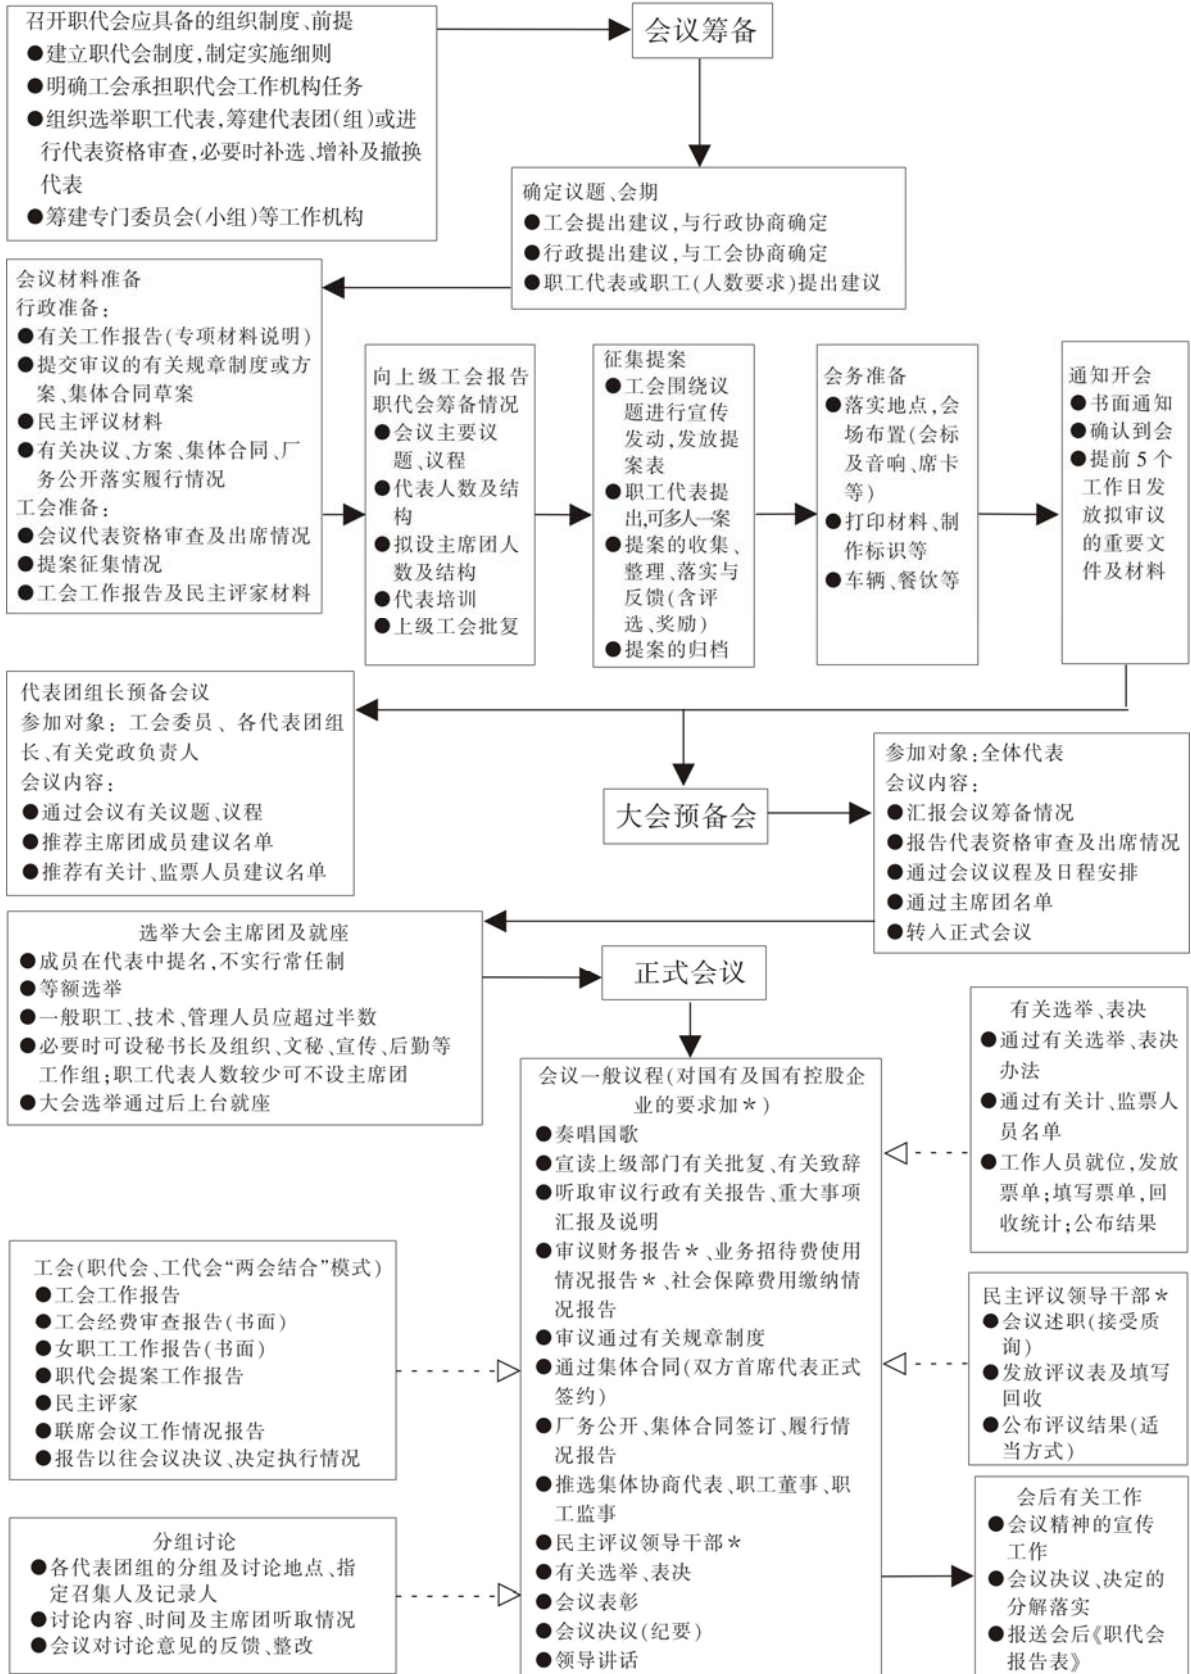 召开职代会应具备的组织制度、前提
●建立职代会制度,制定实施细则
●明确工会承担职代会工作机构任务
●组织选举职工代表,筹建代表团(组)或进
行代表资格审查,必要时补选、增补及撤换
代表
●筹建专门委员会(小组)等工作机构
会议筹备
确定议题、会期
●工会提出建议,与行政协商确定
●行政提出建议,与工会协商确定
●职工代表或职工(人数要求)提出建议
会议材料准备
行政准备:
●有关工作报告(专项材料说明)
●提交审议的有关规章制度或方
案、集体合同草案
●民主评议材料
●有关决议、方案、集体合同、厂
务公开落实履行情况
工会准备:
●会议代表资格审查及出席情况
●提案征集情况
●工会工作报告及民主评家材料
向上级工会报告
职代会筹备情况
●会议主要议
题、议程
●代表人数及结
构
●拟设主席团人
数及结构
●代表培训
●上级工会批复
征集提案
●工会围绕议
题进行宣传
发动,发放提
案表
●职工代表提
出,可多人一案
●提案的收集、
整理、落实与
反馈(含评
选、奖励)
●提案的归档
会务准备
●落实地点,会
场布置(会标
及音响、席卡
等)
●打印材料、制
作标识等
●车辆、餐饮等
通知开会
●书面通知
●确认到会
●提前5个
工作日发
放拟审议
的重要文
件及材料
代表团组长预备会议
参加对象:工会委员、各代表团组
长、有关党政负责人
会议内容:
●通过会议有关议题、议程
●推荐主席团成员建议名单
●推荐有关计、监票人员建议名单
大会预备会
参加对象:全体代表
会议内容:
●汇报会议筹备情况
●报告代表资格审查及出席情况
●通过会议议程及日程安排
●通过主席团名单
●转入正式会议
选举大会主席团及就座
●成员在代表中提名,不实行常任制
●等额选举
●一般职工、技术、管理人员应超过半数
●必要时可设秘书长及组织、文秘、宣传、后勤等
工作组;职工代表人数较少可不设主席团
●大会选举通过后上台就座
正式会议
会议一般议程(对国有及国有控股企
业的要求加*)
●奏唱国歌
●宣读上级部门有关批复、有关致辞
●听取审议行政有关报告、重大事项
汇报及说明
●审议财务报告*、业务招待费使用
情况报告*、社会保障费用缴纳情
况报告
●审议通过有关规章制度
●通过集体合同(双方首席代表正式
签约)
●厂务公开、集体合同签订、履行情
况报告
●推选集体协商代表、职工董事、职
工监事
●民主评议领导干部*
●有关选举、表决
●会议表彰
●会议决议(纪要)
●领导讲话
有关选举、表决
●通过有关选举、表决
办法
●通过有关计、监票人
员名单
●工作人员就位,发放
票单;填写票单,回
收统计;公布结果
工会(职代会、工代会“两会结合”模式)
●工会工作报告
●工会经费审查报告(书面)
●女职工工作报告(书面)
●职代会提案工作报告
●民主评家
●联席会议工作情况报告
●报告以往会议决议、决定执行情况
民主评议领导干部*
●会议述职(接受质
询)
●发放评议表及填写
回收
●公布评议结果(适
当方式)
分组讨论
●各代表团组的分组及讨论地点、指
定召集人及记录人
●讨论内容、时间及主席团听取情况
●会议对讨论意见的反馈、整改
会后有关工作
●会议精神的宣传
工作
●会议决议、决定的
分解落实
●报送会后《职代会
报告表》